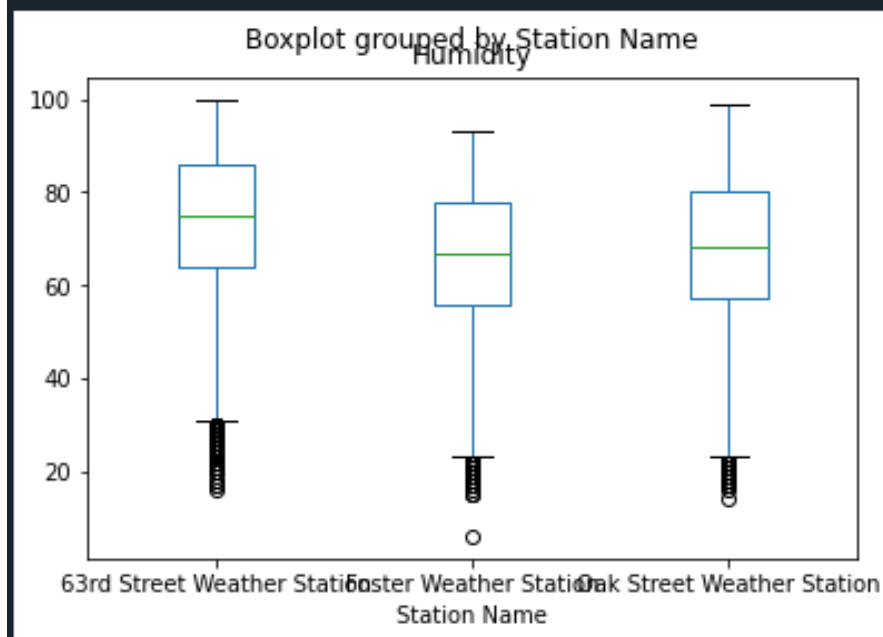 Boxplot grouped by Station Name
Humidity
100
80
60
40
20
63rd Street Weather Station Foster Weather Station Oak Street Weather Station
Station Name